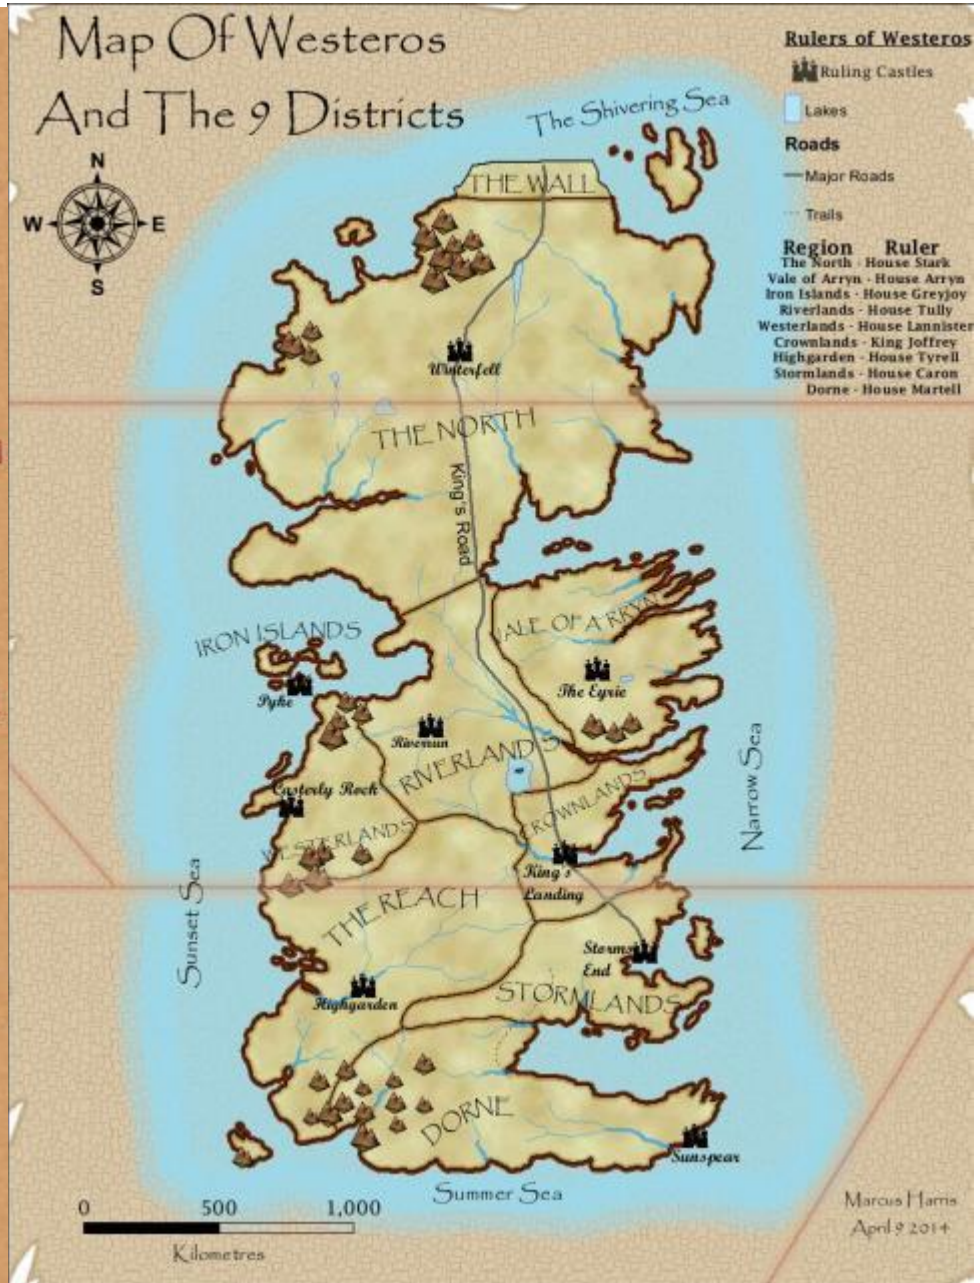 Map Of Westeros
And The 9 Districts
The Shivering Sea
Rulers of Westeros
Ruling Castles
Lakes
Roads
Major Roads
Trails
Region Ruler
The North - House Stark
Vale of Arryn - House Arryn
Iron Islands - House Greyjoy
Riverlands - House Tully
Westerlands - House Lannister
Crownlands - King Joffrey
Highgarden - House Tyrell
Stormlands - House Caron
Dorne - House Martell
N
W E
S
THE WALL
Winterfell
THE NORTH
King's Road
IRON ISLANDS
VALE OF ARRYN
Pyke
The Eyrie
Riverrun
RIVERLANDS
Casterly Rock
CROWNLANDS
WESTERLANDS
Narrow Sea
King's
Landing
THE REACH
Sunset Sea
Storms
End
Highgarden
STORMLANDS
DORNE
Sunspear
Summer Sea
0 500 1,000
Kilometres
Marcus Harris
April 9 2014